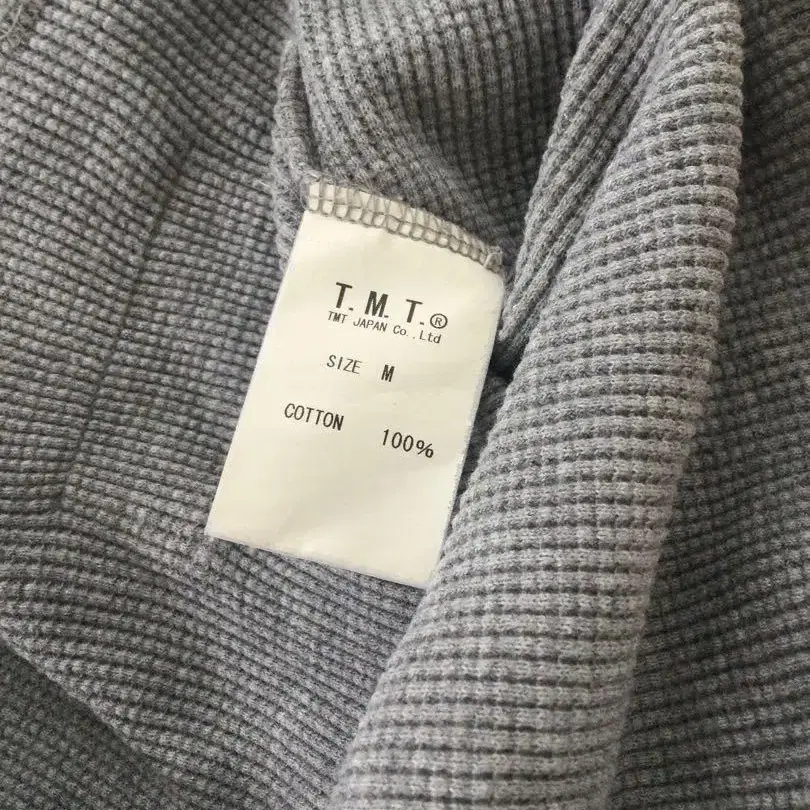 T. M. T.®
TMT JAPAN Co.,Ltd
SIZE M
COTTON 100%